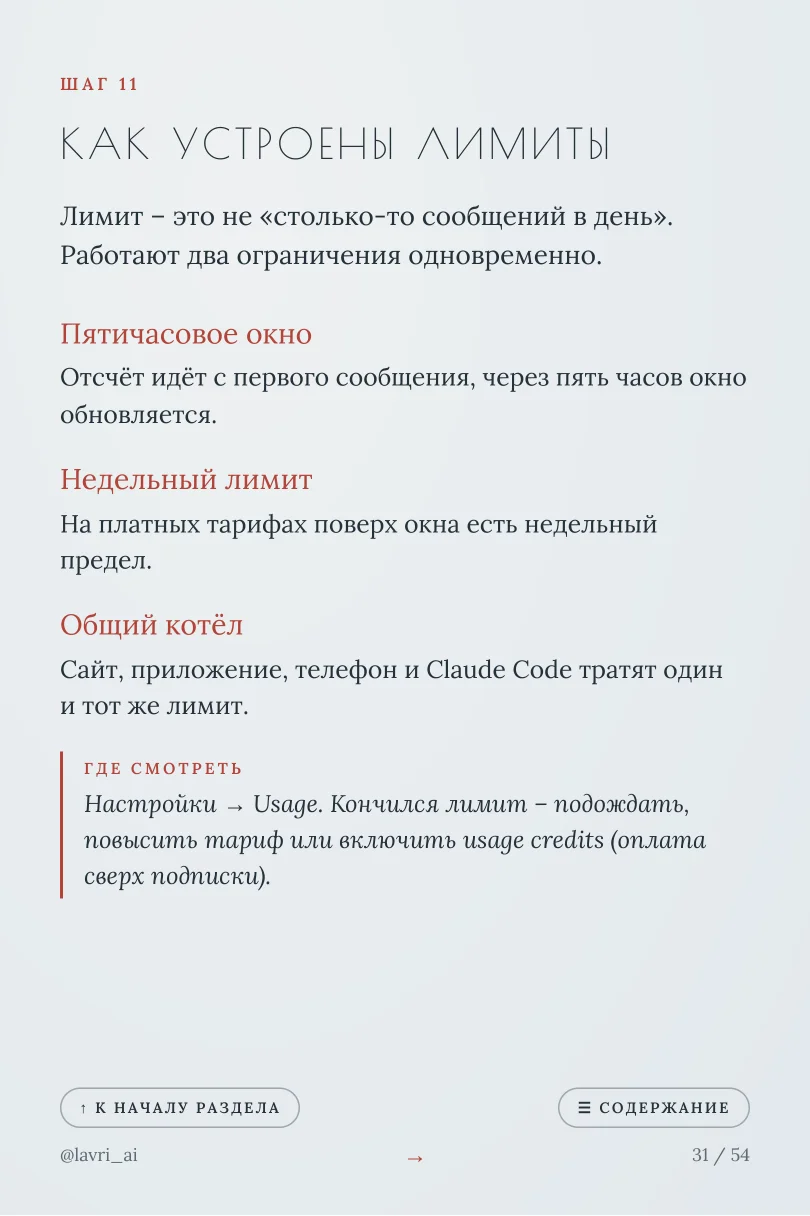 ШАГ 11
КАК УСТРОЕНЫ ЛИМИТЫ
Лимит – это не «столько-то сообщений в день».
Работают два ограничения одновременно.
Пятичасовое окно
Отсчёт идёт с первого сообщения, через пять часов окно
обновляется.
Недельный лимит
На платных тарифах поверх окна есть недельный
предел.
Общий котёл
Сайт, приложение, телефон и Claude Code тратят один
и тот же лимит.
ГДЕ СМОТРЕТЬ
Настройки → Usage. Кончился лимит – подождать,
повысить тариф или включить usage credits (оплата
сверх подписки).
↑ К НАЧАЛУ РАЗДЕЛА
☰ СОДЕРЖАНИЕ
@lavri_ai
→
31 / 54